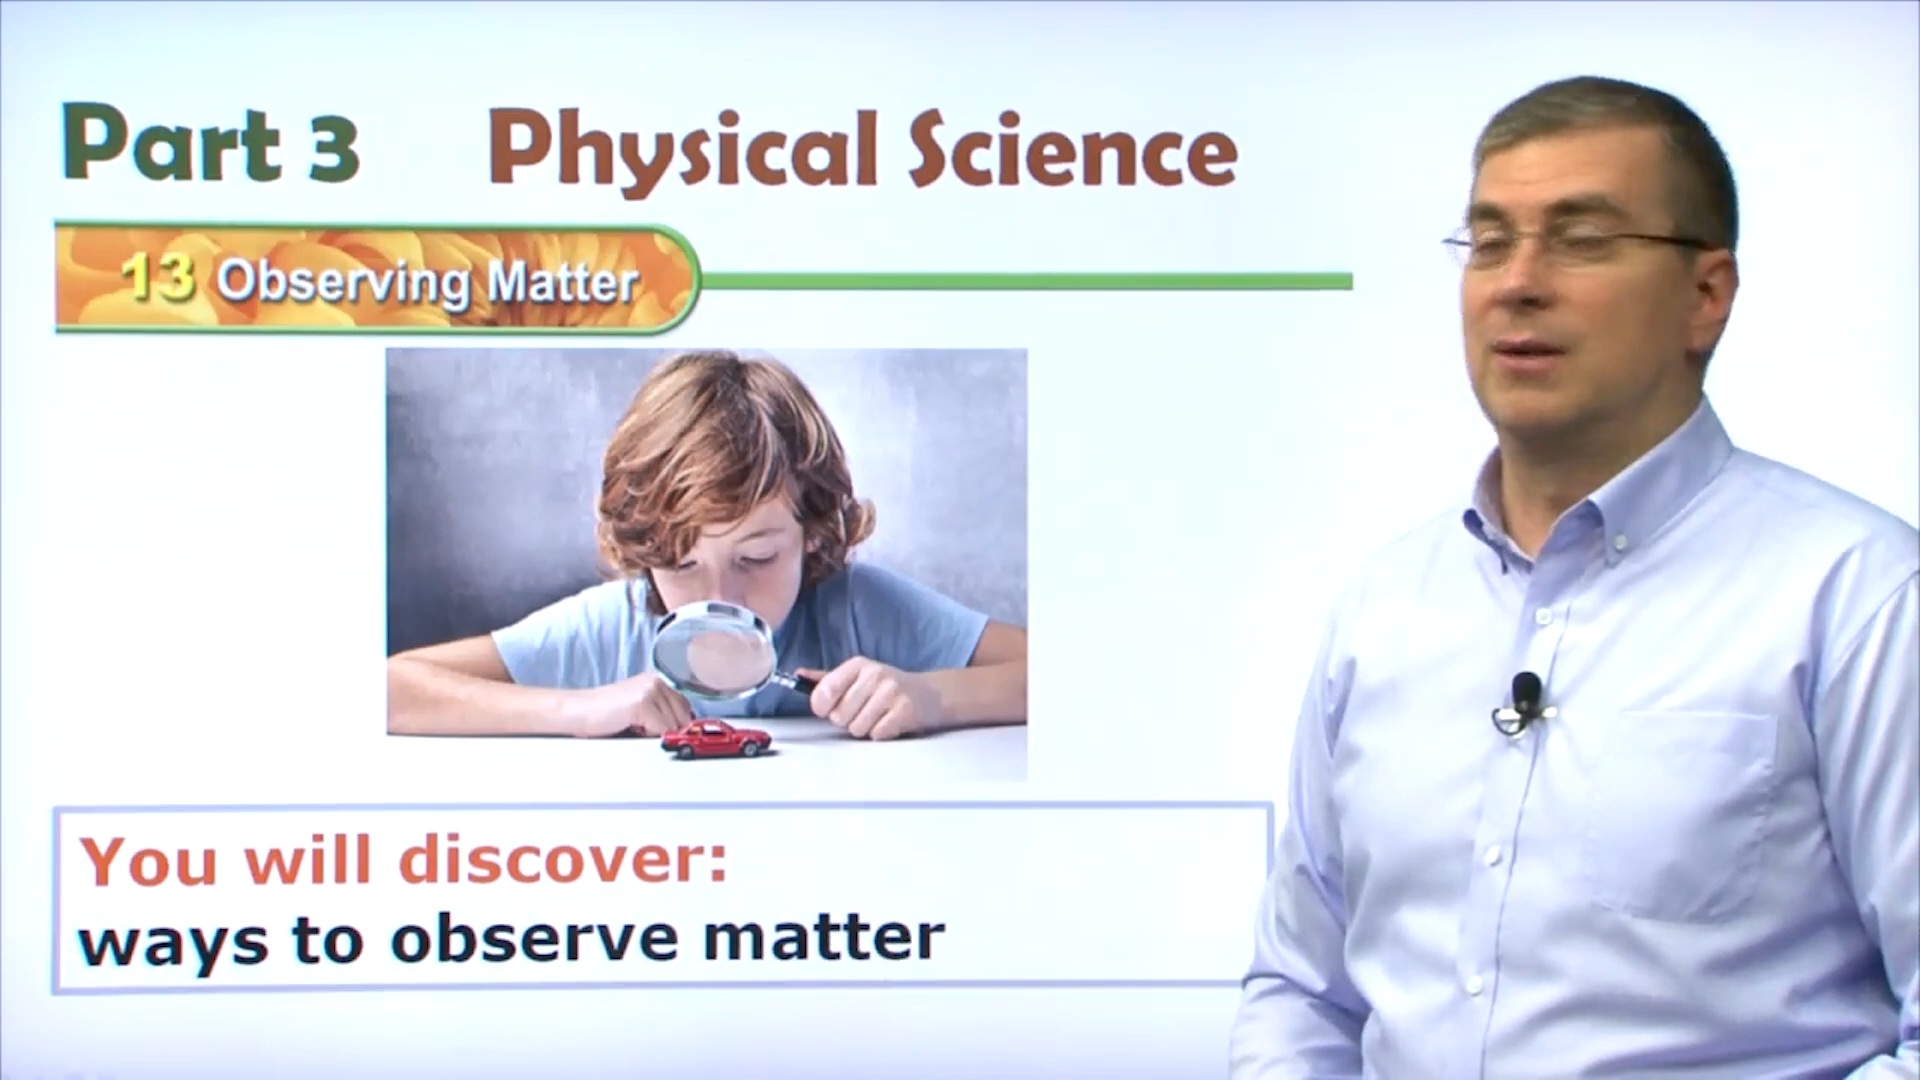 Part 3 Physical Science
13 Observing Matter
You will discover:
ways to observe matter